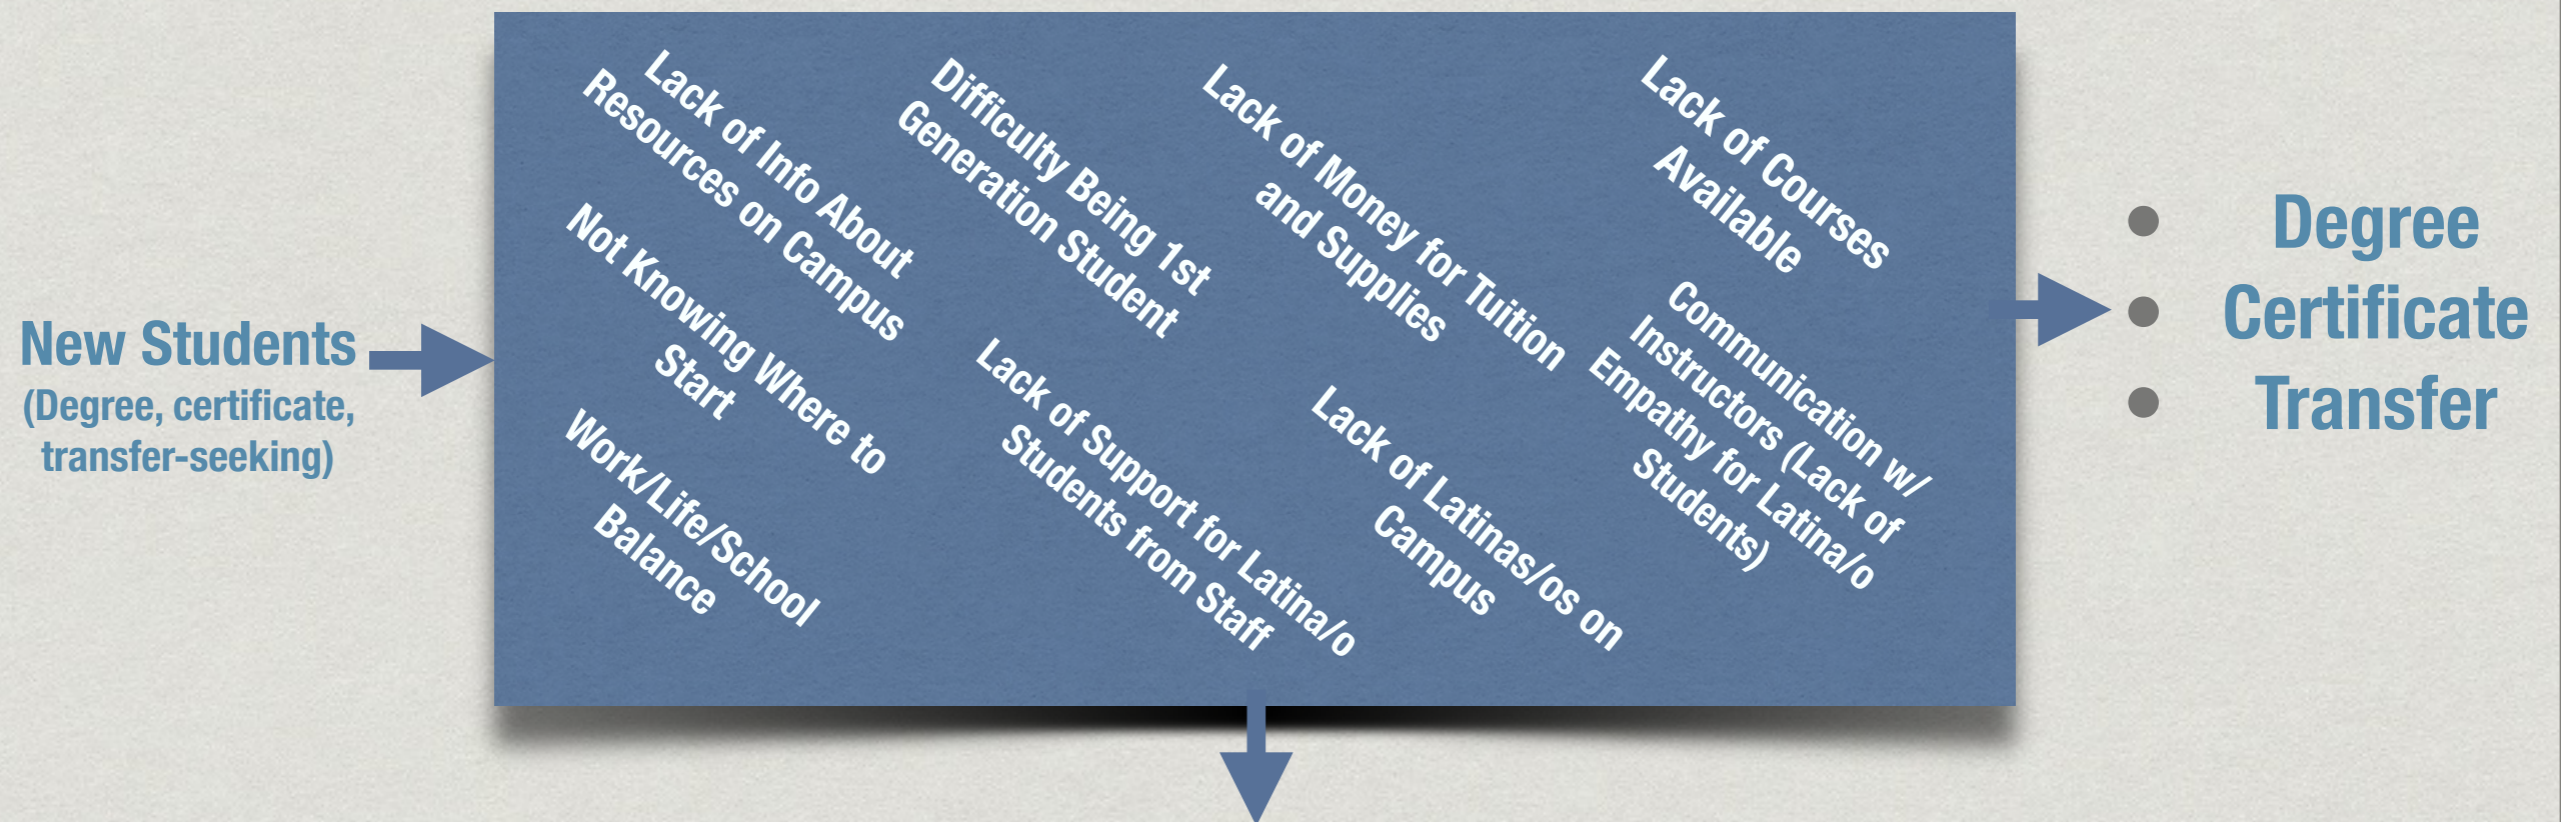 New Students
(Degree, certificate,
transfer-seeking)
Lack of Info About
Resources on Campus
Not Knowing Where to
Start
Work/Life/School
Balance
Difficulty Being 1st
Generation Student
Lack of Support for Latina/o
Students from Staff
Lack of Money for Tuition
and Supplies
Lack of Latinas/os on
Campus
Lack of Courses
Available
Communication w/
Instructors (Lack of
Empathy for Latina/o
Students)
• Degree
• Certificate
• Transfer